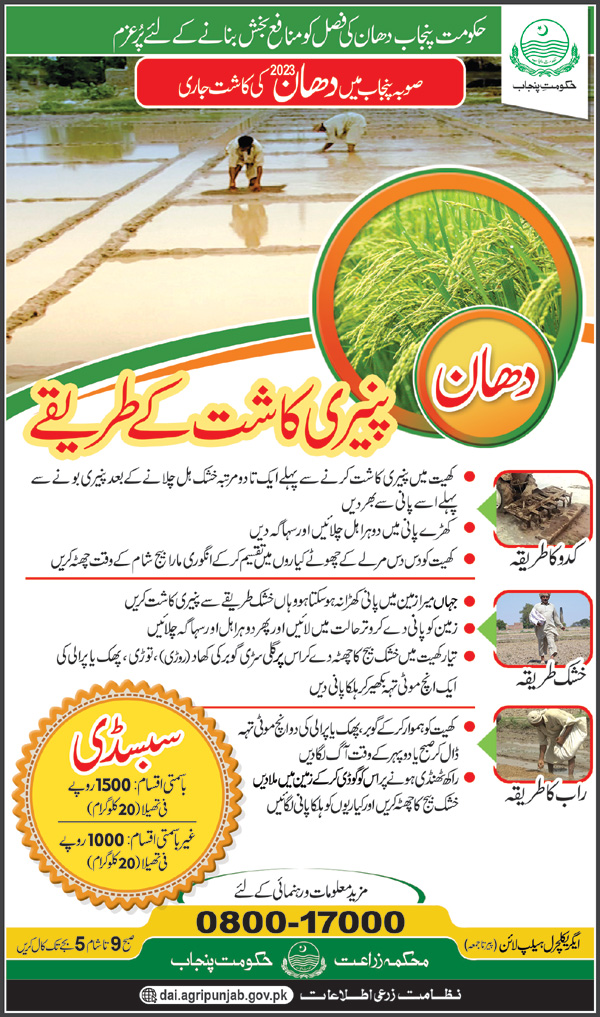 حکومت پنجاب دھان کی فصل کو منافع بخش بنانے کے لئے پُرعزم
حکومت پنجاب
صوبہ پنجاب میں دھان 2023 کی کاشت جاری
دھان
پنیری کاشت کے طریقے
کھیت میں پنیری کاشت کرنے سے پہلے ایک تا دو مرتبہ خشک ہل چلانے کے بعد پنیری بونے سے
پہلے اسے پانی سے بھر دیں
کھڑے پانی میں دوہرا ہل چلائیں اور سہاگہ دیں
کھیت کو دس دس مرلے کے چھوٹے کیاروں میں تقسیم کر کے انگوری مارا بیج شام کے وقت چھٹہ کریں
کدو کا طریقہ
جہاں میرا زمین میں پانی کھڑا نہ ہو سکتا ہو وہاں خشک طریقے سے پنیری کاشت کریں
زمین کو پانی دے کر وتر حالت میں لائیں اور پھر دوہرا ہل اور سہاگہ چلائیں
تیار کھیت میں خشک بیج کا چھٹہ دے کر اس پر گلی سڑی گوبر کی کھاد (روڑی)، توڑی، پھک یا پرالی کی
ایک انچ موٹی تہہ بکھیر کر ہلکا پانی دیں
خشک طریقہ
کھیت کو ہموار کر کے گوبر، پھک یا پرالی کی دو انچ موٹی تہہ
ڈال کر صبح یا دوپہر کے وقت آگ لگا دیں
راکھ ٹھنڈی ہونے پر اس کو گوڈی کر کے زمین میں ملا دیں
خشک بیج کا چھٹہ کریں اور کیاریوں کو ہلکا پانی لگائیں
راب کا طریقہ
سبسڈی
باسمتی اقسام: 1500 روپے
فی تھیلا (20 کلوگرام)
غیر باسمتی اقسام: 1000 روپے
فی تھیلا (20 کلوگرام)
مزید معلومات و رہنمائی کے لئے
0800-17000
ایگریکلچرل ہیلپ لائن (پیر تا جمعہ)
صبح 9 تا شام 5 بجے تک کال کریں
محکمہ زراعت حکومت پنجاب
نظامت زرعی اطلاعات
dai.agripunjab.gov.pk